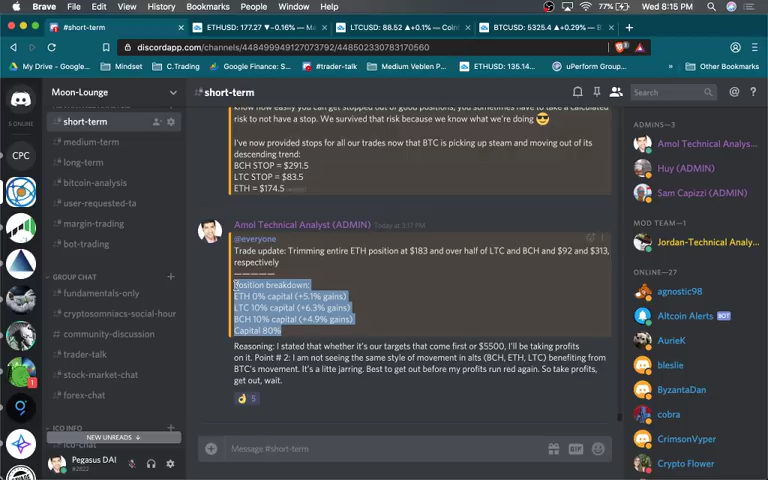 Brave File Edit View History Bookmarks People Window Help 77% Wed 8:15 PM
#short-term ETHUSD: 177.27 ▼−0.16% — Ma LTCUSD: 88.52 ▲+0.1% — Coin BTCUSD: 5325.4 ▲+0.29% — B
discordapp.com/channels/448499949127073792/448502330783170560
My Drive – Google... Mindset C.Trading Google Finance: S... #trader-talk Medium Veblen Po... ETHUSD: 135.14... uPerform Group... » Other Bookmarks
Moon-Lounge
short-term
Search
5 ONLINE
CPC
short-term
medium-term
long-term
bitcoin-analysis
user-requested-ta
margin-trading
bot-trading
GROUP CHAT
fundamentals-only
cryptosmoniacs-social-hour
community-discussion
trader-talk
stock-market-chat
forex-chat
ICO INFO
NEW UNREADS ↓
ico-chat
Pegasus DAI
#2822
know how easily you can get stopped out of good positions, you sometimes have to take a calculated
risk to not have a stop. We survived that risk because we know what we're doing 😎
I've now provided stops for all our trades now that BTC is picking up steam and moving out of its
descending trend:
BCH STOP = $291.5
LTC STOP = $83.5
ETH = $174.5 (edited)
Amol Technical Analyst (ADMIN) Today at 3:17 PM
@everyone
Trade update: Trimming entire ETH position at $183 and over half of LTC and BCH and $92 and $313,
respectively
——————
Position breakdown:
ETH 0% capital (+5.1% gains)
LTC 10% capital (+6.3% gains)
BCH 10% capital (+4.9% gains)
Capital 80%
Reasoning: I stated that whether it's our targets that come first or $5500, I'll be taking profits
on it. Point # 2: I am not seeing the same style of movement in alts (BCH, ETH, LTC) benefiting from
BTC's movement. It's a litte jarring. Best to get out before my profits run red again. So take profits,
get out, wait.
👌 5
Message #short-term
GIF
ADMINS—3
Amol Technical Analys...
Huy (ADMIN)
Sam Capizzi (ADMIN)
MOD TEAM—1
Jordan-Technical Analy...
ONLINE—27
agnostic98
Altcoin Alerts BOT
AurieK
bleslie
ByzantaDan
cobra
CrimsonVyper
Crypto Flower